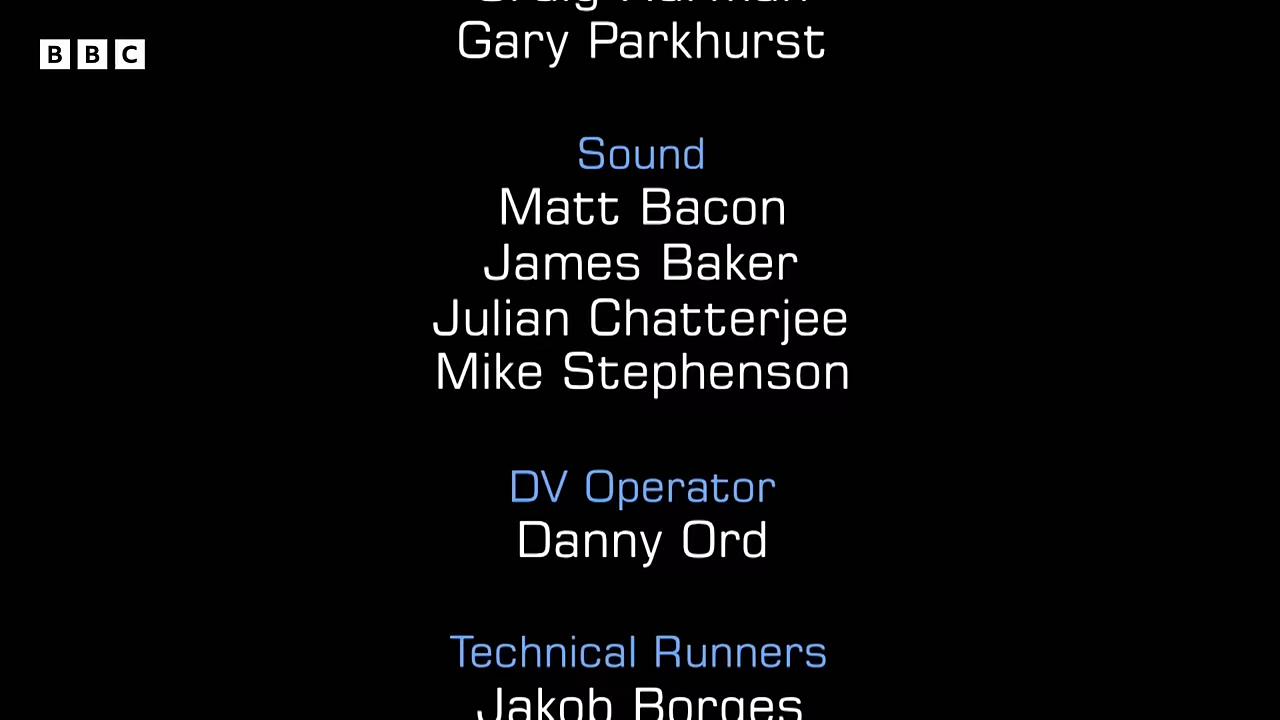 Gary Parkhurst
BBC
Sound
Matt Bacon
James Baker
Julian Chatterjee
Mike Stephenson
DV Operator
Danny Ord
Technical Runners
Jakob Borges